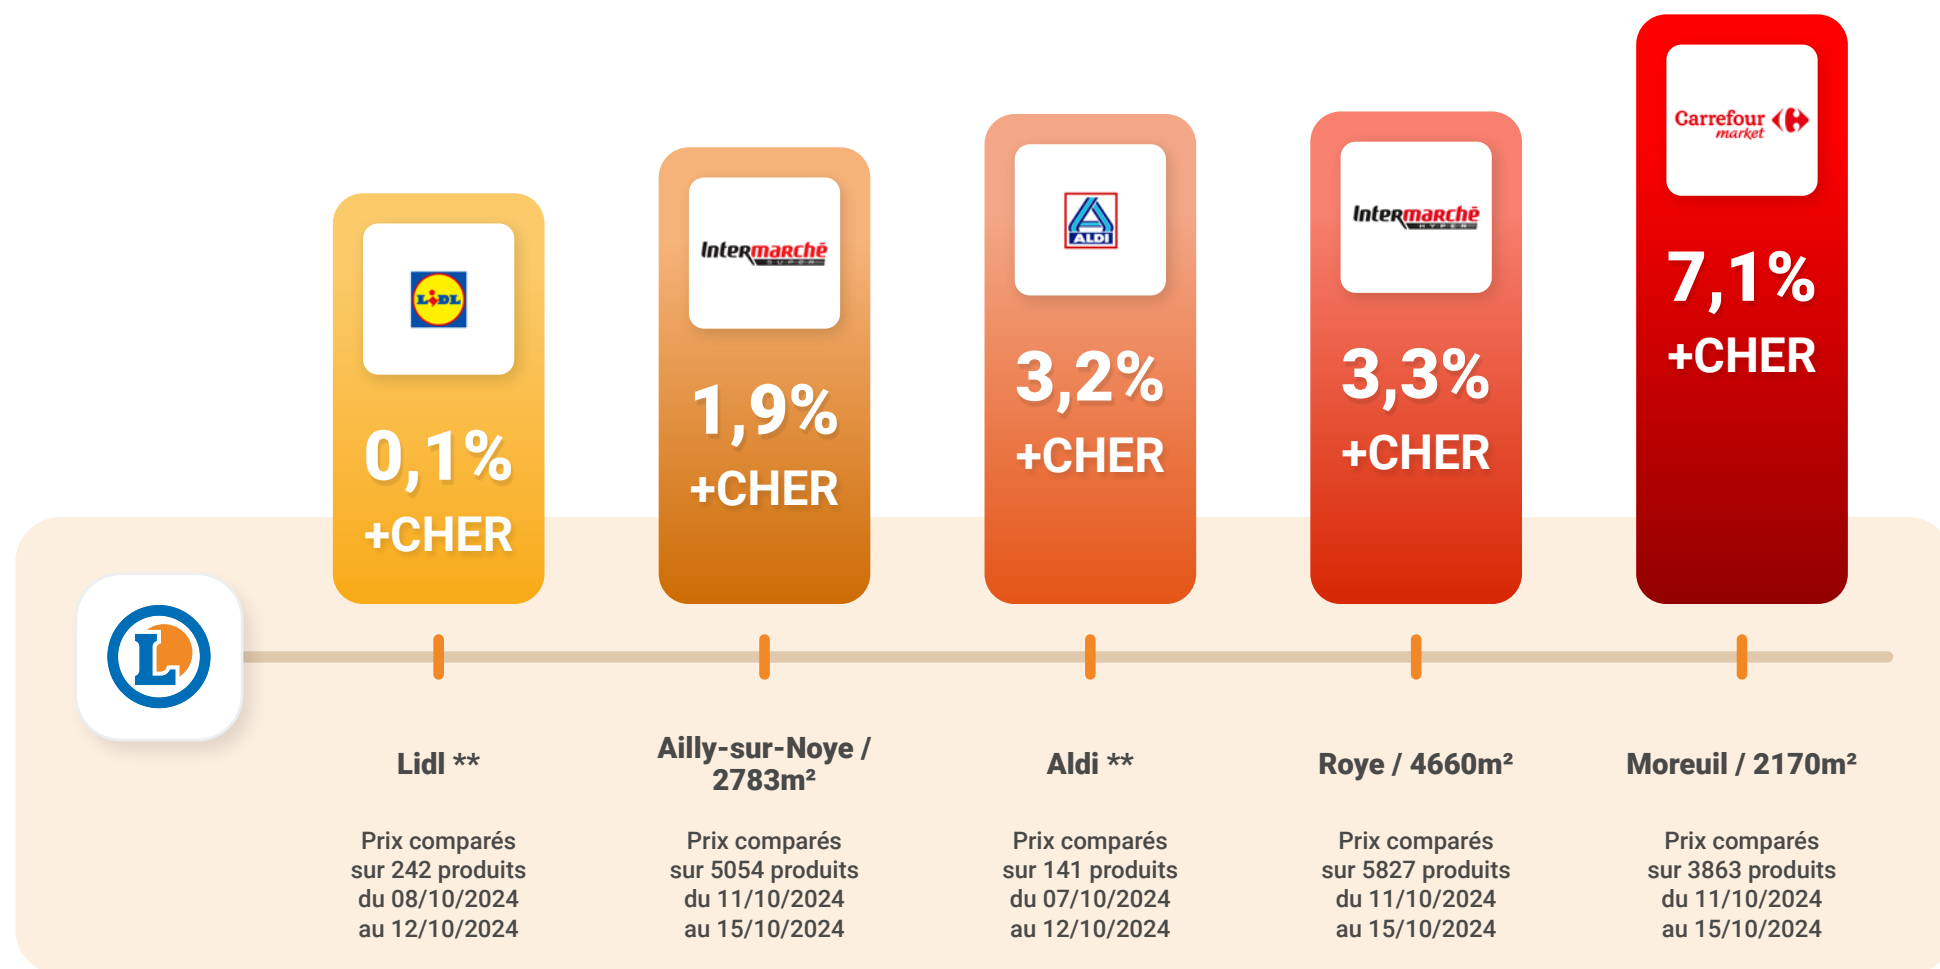 LiDL
0,1%
+CHER
Intermarchē
SUPER
1,9%
+CHER
ALDI
3,2%
+CHER
Intermarchē
HYPER
3,3%
+CHER
Carrefour
market
7,1%
+CHER
L
Lidl **
Prix comparés
sur 242 produits
du 08/10/2024
au 12/10/2024
Ailly-sur-Noye /
2783m²
Prix comparés
sur 5054 produits
du 11/10/2024
au 15/10/2024
Aldi **
Prix comparés
sur 141 produits
du 07/10/2024
au 12/10/2024
Roye / 4660m²
Prix comparés
sur 5827 produits
du 11/10/2024
au 15/10/2024
Moreuil / 2170m²
Prix comparés
sur 3863 produits
du 11/10/2024
au 15/10/2024